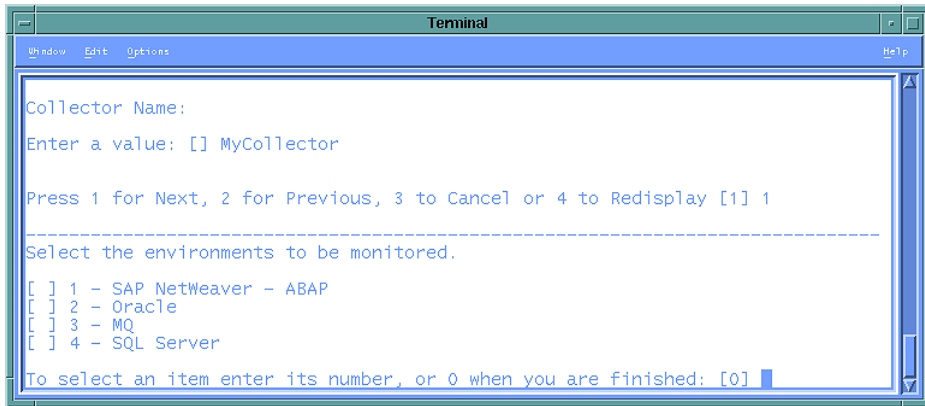 Terminal
Window Edit Options Help
Collector Name:
Enter a value: [] MyCollector
Press 1 for Next, 2 for Previous, 3 to Cancel or 4 to Redisplay [1] 1
Select the environments to be monitored.
[ ] 1 – SAP NetWeaver – ABAP
[ ] 2 – Oracle
[ ] 3 – MQ
[ ] 4 – SQL Server
To select an item enter its number, or 0 when you are finished: [0]